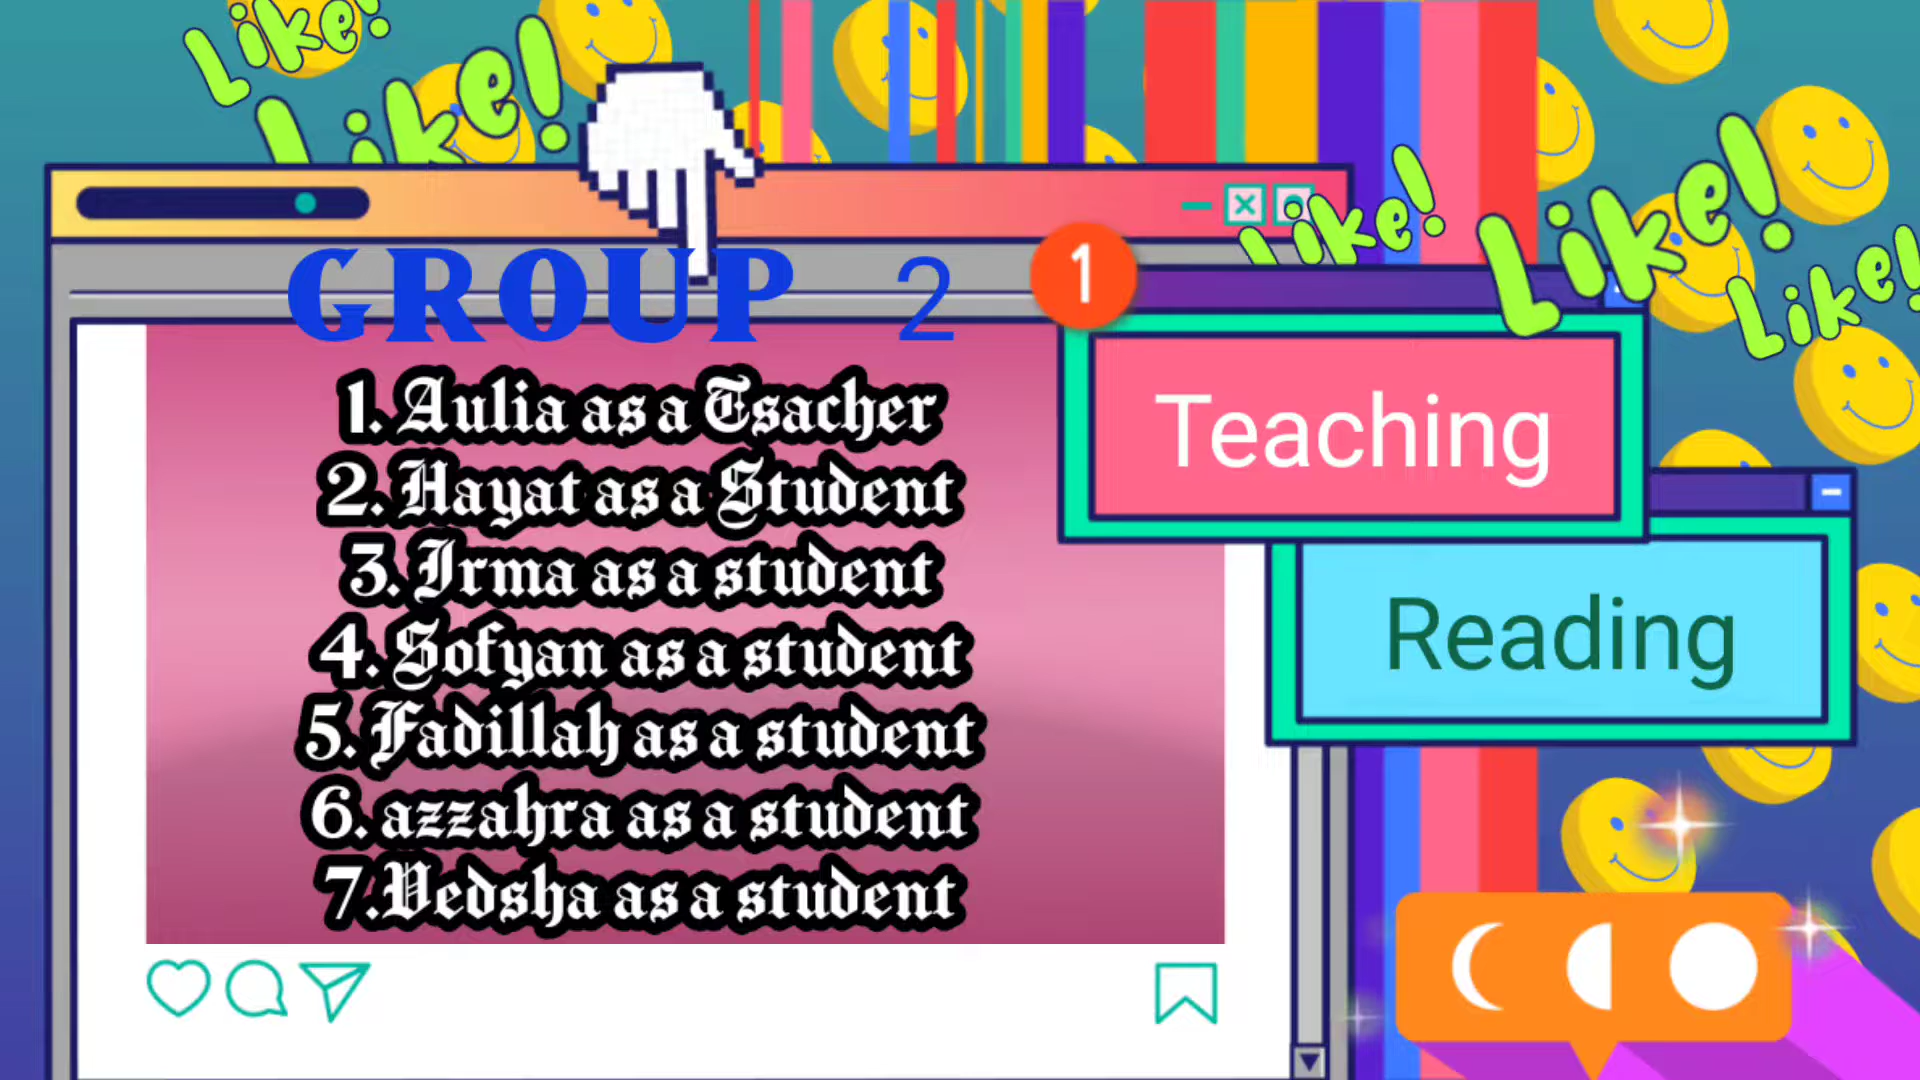 Like!
Like!
GROUP 2
1. Aulia as a Tsacher
2. Hayat as a Student
3. Irma as a student
4. Sofyan as a student
5. Fadillah as a student
6. azzahra as a student
7.Vedsha as a student
1
Like!
Like!
Like!
Teaching
Reading